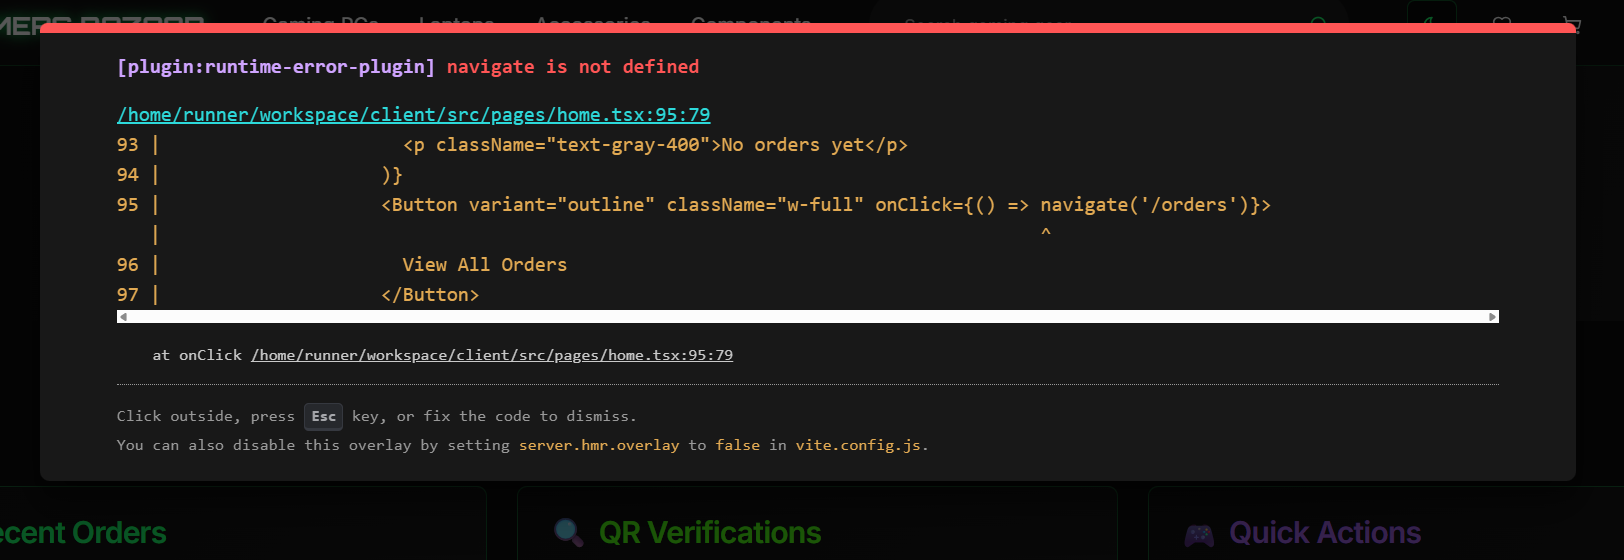 Gaming PCs Laptops Accessories Components Search gaming gear...
[plugin:runtime-error-plugin] navigate is not defined
/home/runner/workspace/client/src/pages/home.tsx:95:79
93 | <p className="text-gray-400">No orders yet</p>
94 | )}
95 | <Button variant="outline" className="w-full" onClick={() => navigate('/orders')}>
| ^
96 | View All Orders
97 | </Button>
at onClick /home/runner/workspace/client/src/pages/home.tsx:95:79
Click outside, press Esc key, or fix the code to dismiss.
You can also disable this overlay by setting server.hmr.overlay to false in vite.config.js.
ecent Orders
QR Verifications
Quick Actions